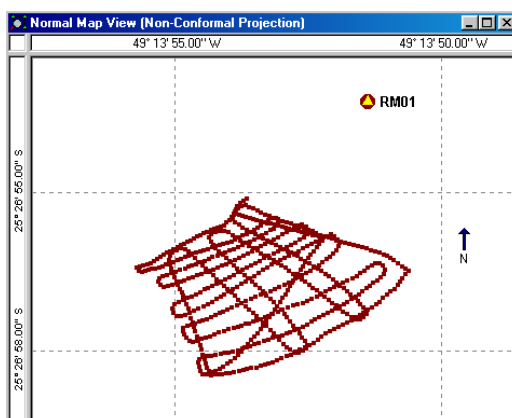 Normal Map View (Non-Conformal Projection)
49° 13' 55.00" W
49° 13' 50.00" W
RM01
25° 26' 55.00" S
N
25° 26' 58.00" S